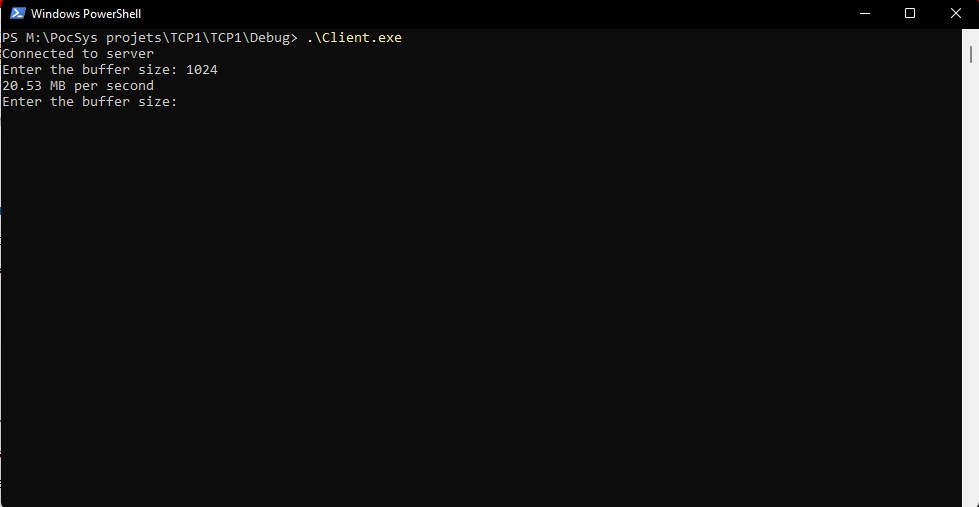 Windows PowerShell
PS M:\PocSys projets\TCP1\TCP1\Debug> .\Client.exe
Connected to server
Enter the buffer size: 1024
20.53 MB per second
Enter the buffer size: